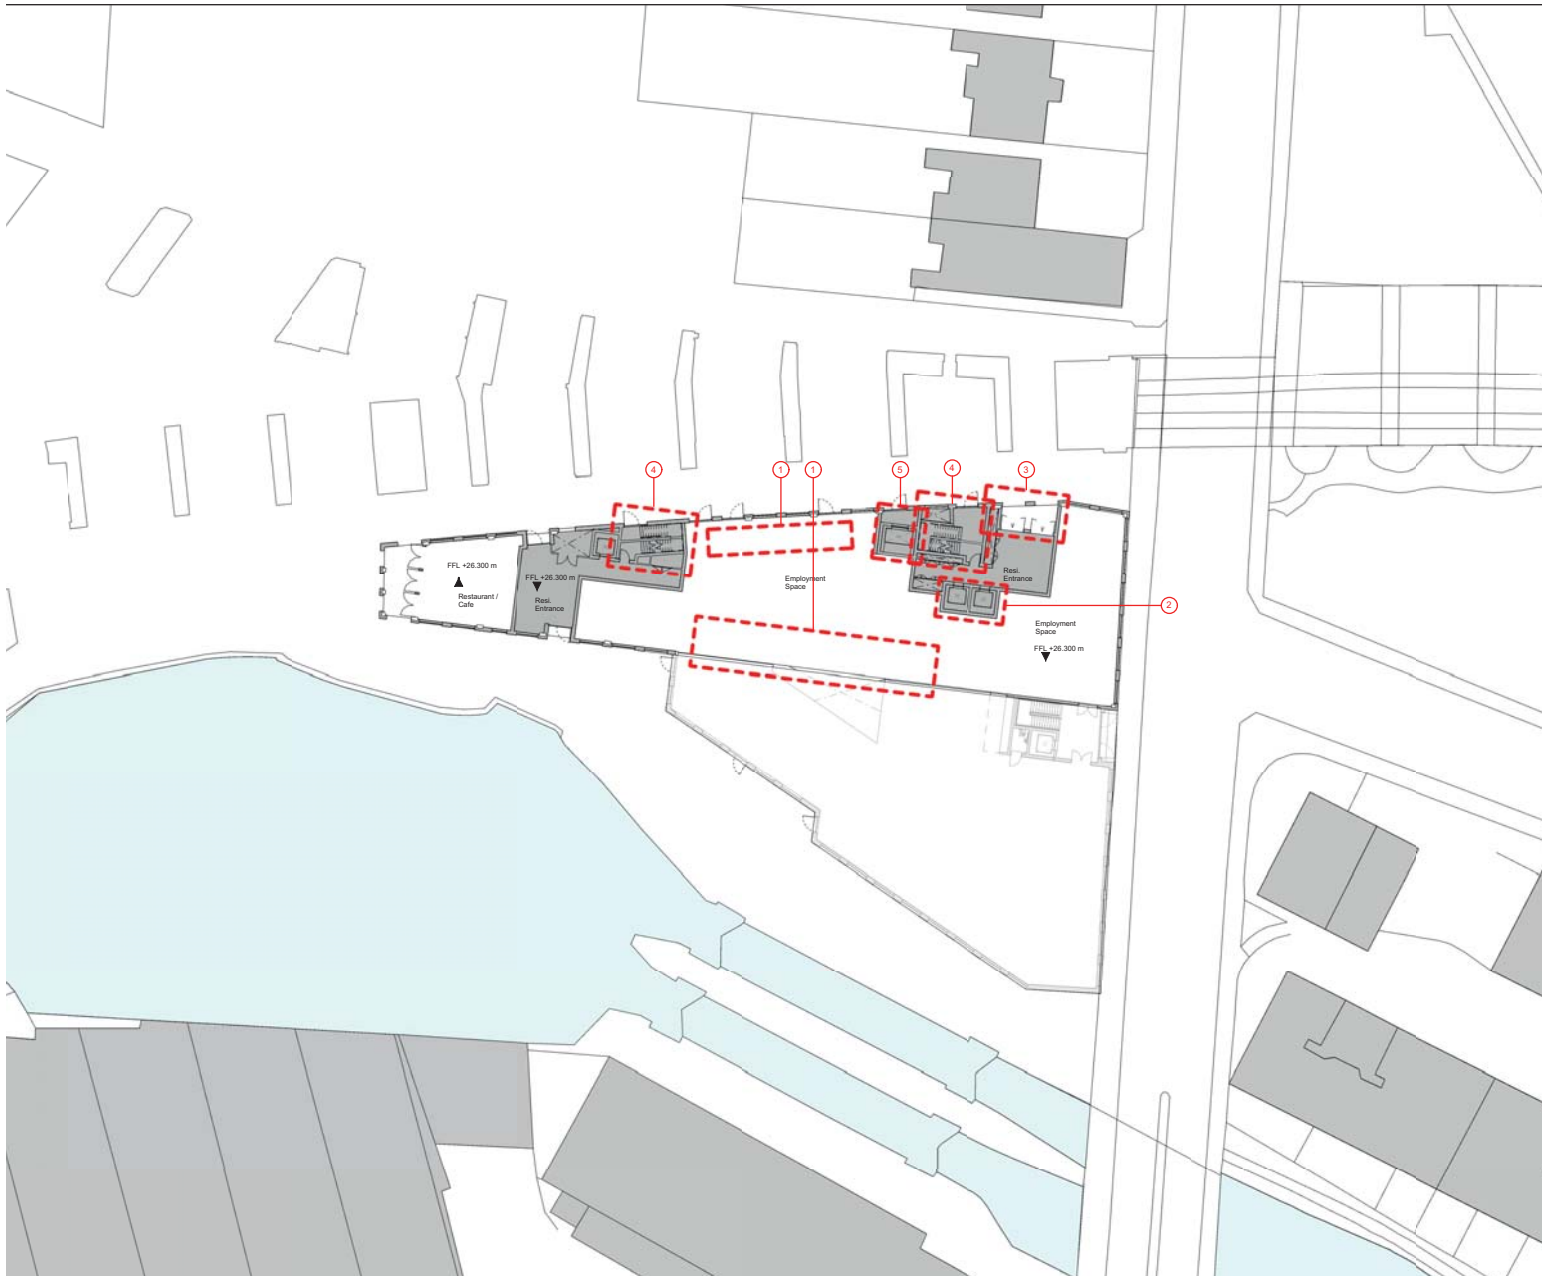 4
1
1
5
4
3
FFL +26.300 m
Restaurant /
Cafe
FFL +26.300 m
Resi.
Entrance
Employment
Space
Resi.
Entrance
2
Employment
Space
FFL +26.300 m